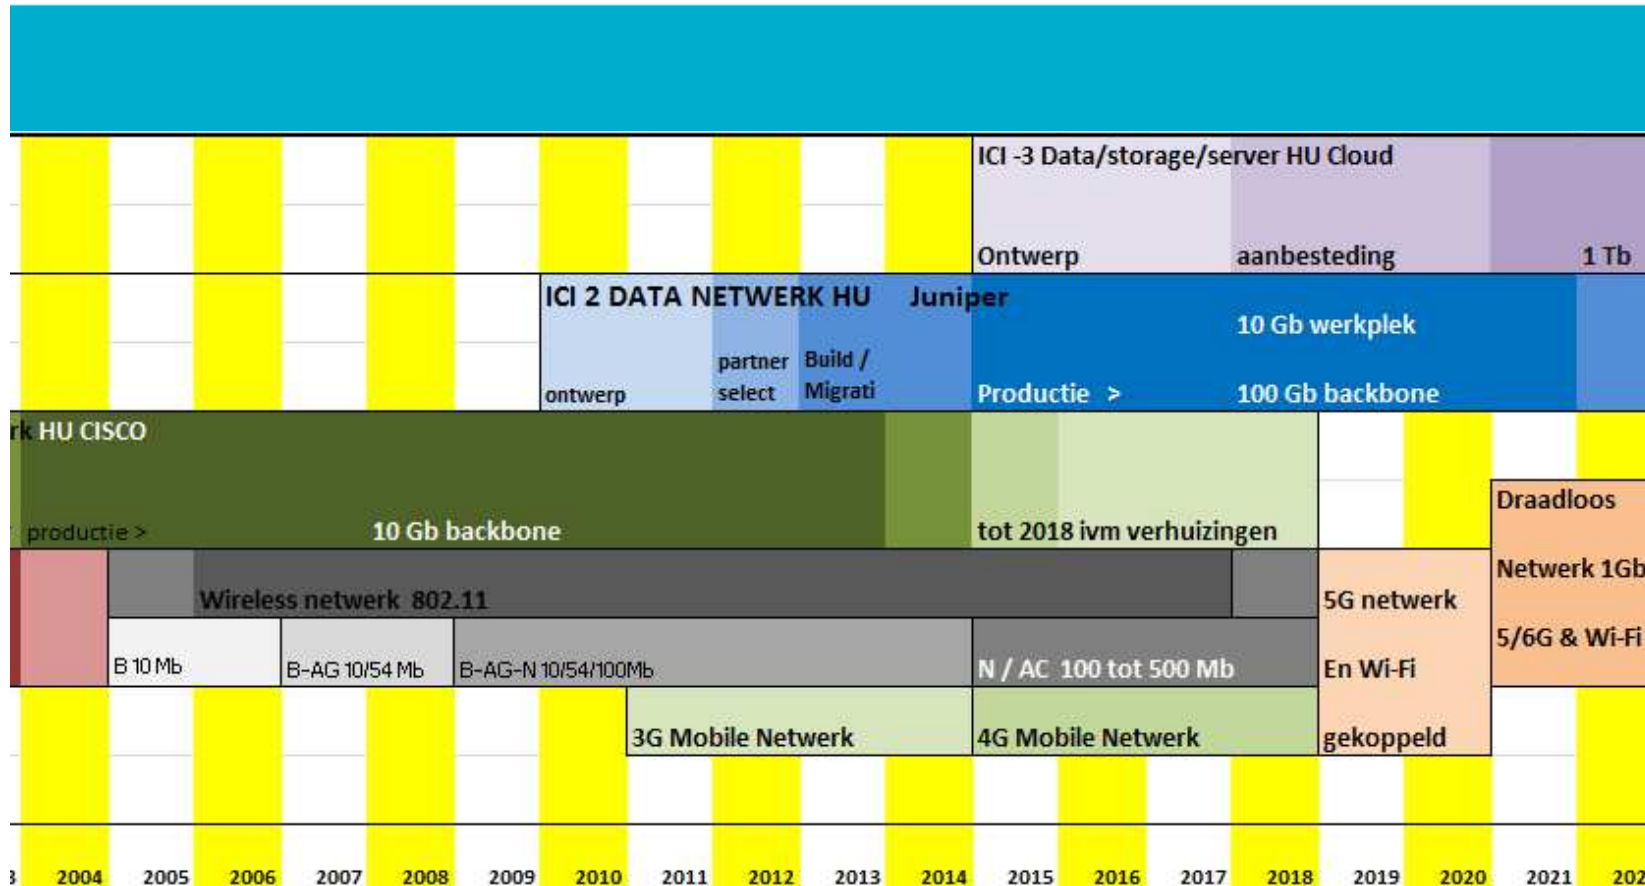 ICI -3 Data/storage/server HU Cloud
Ontwerp aanbesteding 1 Tb
ICI 2 DATA NETWERK HU Juniper
10 Gb werkplek
partner Build /
ontwerp select Migrati Productie > 100 Gb backbone
HU CISCO
productie > 10 Gb backbone tot 2018 ivm verhuizingen
Draadloos
Netwerk 1Gb
5/6G & Wi-Fi
Wireless netwerk 802.11
5G netwerk
En Wi-Fi
gekoppeld
B 10 Mb B-AG 10/54 Mb B-AG-N 10/54/100Mb N / AC 100 tot 500 Mb
3G Mobile Netwerk 4G Mobile Netwerk
2004 2005 2006 2007 2008 2009 2010 2011 2012 2013 2014 2015 2016 2017 2018 2019 2020 2021